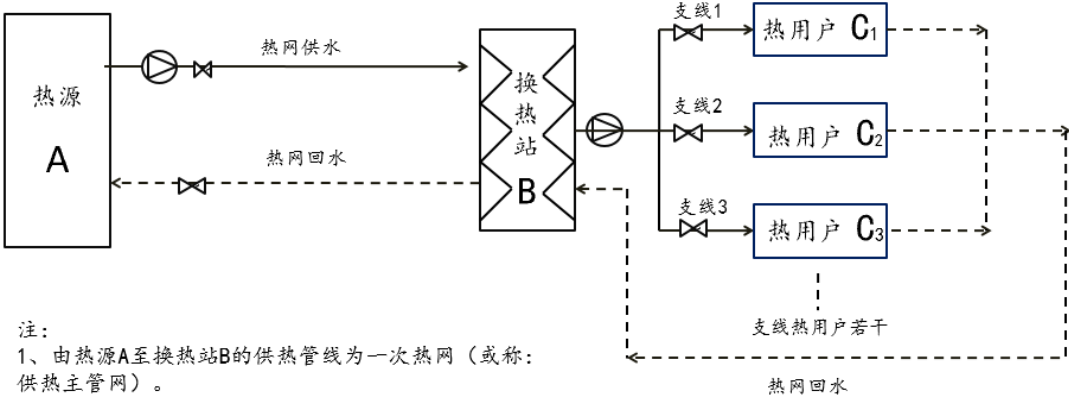 支线1
热用户 C1
热网供水
热源
A
换热站
B
支线2
热用户 C2
热网回水
支线3
热用户 C3
支线热用户若干
注：
1、由热源A至换热站B的供热管线为一次热网（或称：
供热主管网）。
热网回水